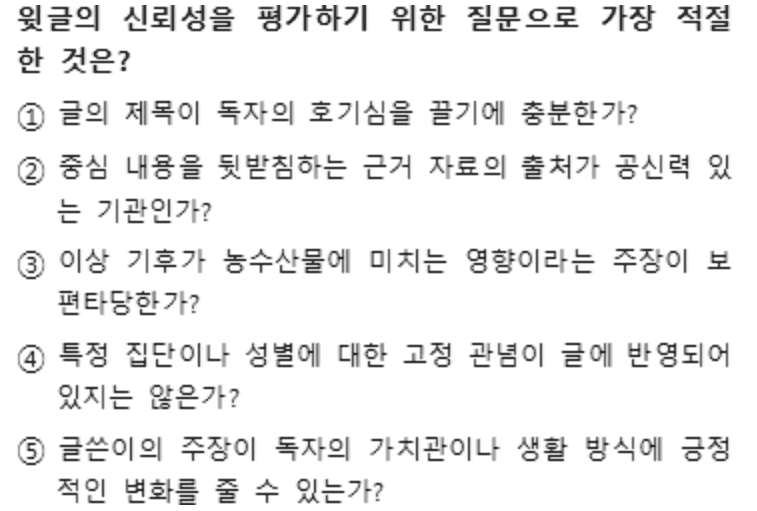 윗글의 신뢰성을 평가하기 위한 질문으로 가장 적절
한 것은?
① 글의 제목이 독자의 호기심을 끌기에 충분한가?
② 중심 내용을 뒷받침하는 근거 자료의 출처가 공신력 있
는 기관인가?
③ 이상 기후가 농수산물에 미치는 영향이라는 주장이 보
편타당한가?
④ 특정 집단이나 성별에 대한 고정 관념이 글에 반영되어
있지는 않은가?
⑤ 글쓴이의 주장이 독자의 가치관이나 생활 방식에 긍정
적인 변화를 줄 수 있는가?